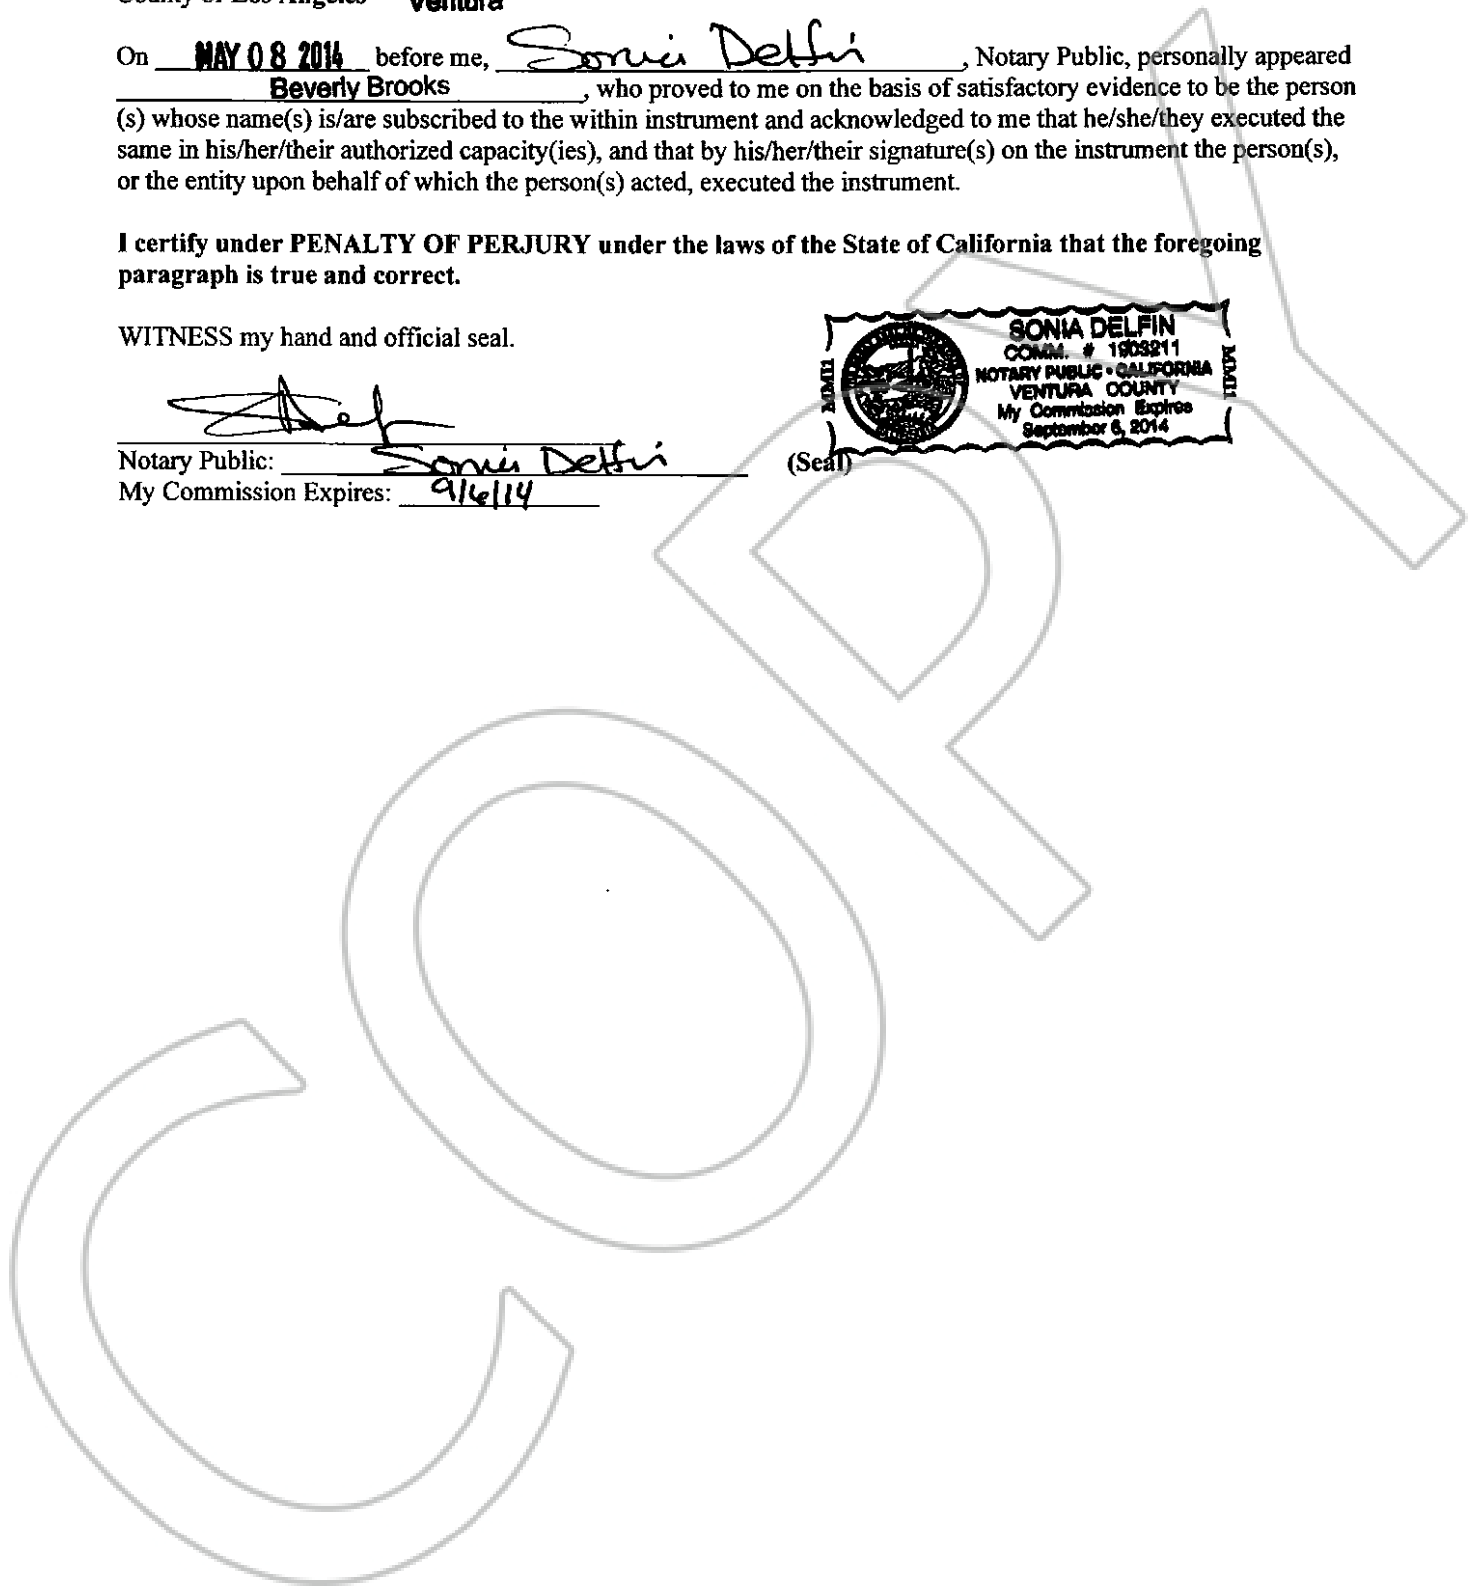 County of Los Angeles Ventura
On MAY 08 2014 before me, Sonia Delfin, Notary Public, personally appeared
Beverly Brooks, who proved to me on the basis of satisfactory evidence to be the person
(s) whose name(s) is/are subscribed to the within instrument and acknowledged to me that he/she/they executed the
same in his/her/their authorized capacity(ies), and that by his/her/their signature(s) on the instrument the person(s),
or the entity upon behalf of which the person(s) acted, executed the instrument.
I certify under PENALTY OF PERJURY under the laws of the State of California that the foregoing
paragraph is true and correct.
WITNESS my hand and official seal.
SONIA DELFIN
COMM. # 1903211
NOTARY PUBLIC • CALIFORNIA
VENTURA COUNTY
My Commission Expires
September 6, 2014
MMI1
MMI1
Notary Public: Sonia Delfin (Seal)
My Commission Expires: 9/6/14
COPY